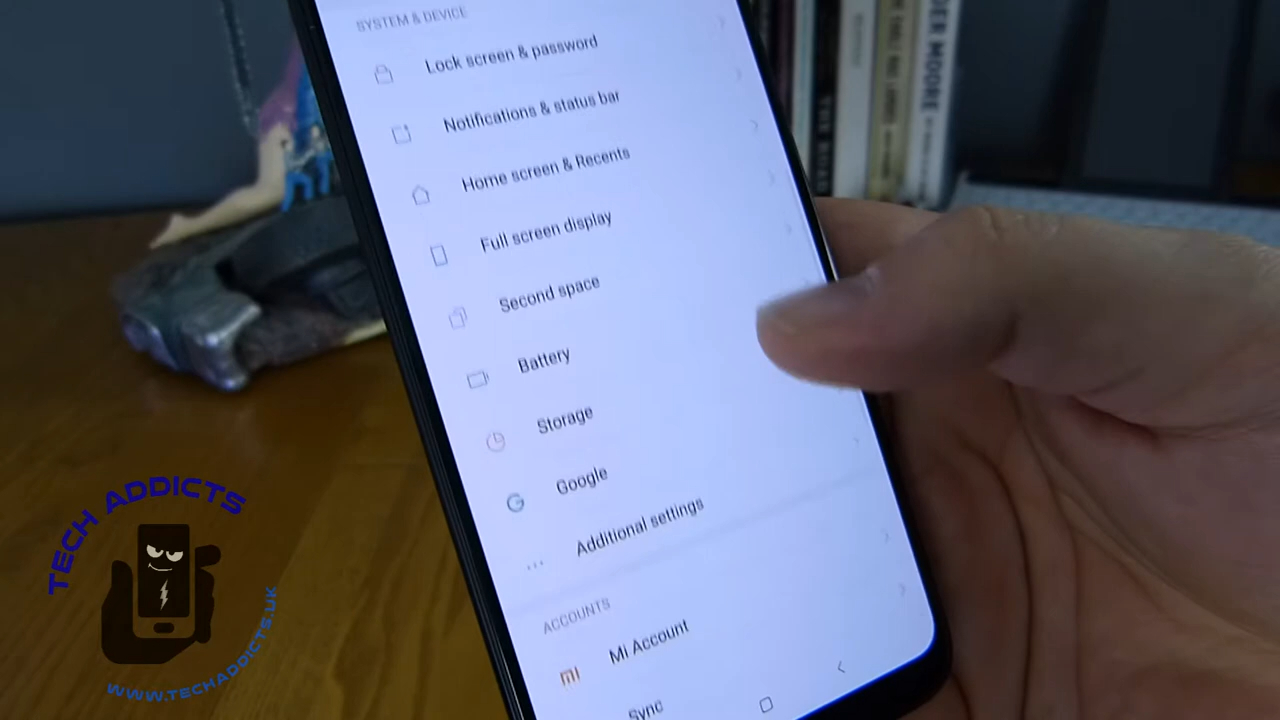 SYSTEM & DEVICE
Lock screen & password
Notifications & status bar
Home screen & Recents
Full screen display
Second space
Battery
Storage
Google
Additional settings
ACCOUNTS
Mi Account
Sync
MOORE
TECH ADDICTS
WWW.TECHADDICTS.UK